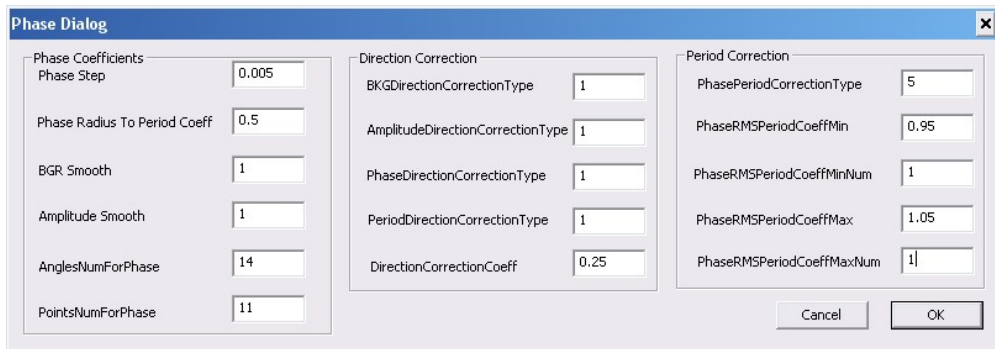 Phase Dialog
Phase Coefficients
Phase Step 0.005
Phase Radius To Period Coeff 0.5
BGR Smooth 1
Amplitude Smooth 1
AnglesNumForPhase 14
PointsNumForPhase 11
Direction Correction
BKGDirectionCorrectionType 1
AmplitudeDirectionCorrectionType 1
PhaseDirectionCorrectionType 1
PeriodDirectionCorrectionType 1
DirectionCorrectionCoeff 0.25
Period Correction
PhasePeriodCorrectionType 5
PhaseRMSPeriodCoeffMin 0.95
PhaseRMSPeriodCoeffMinNum 1
PhaseRMSPeriodCoeffMax 1.05
PhaseRMSPeriodCoeffMaxNum 1
Cancel OK